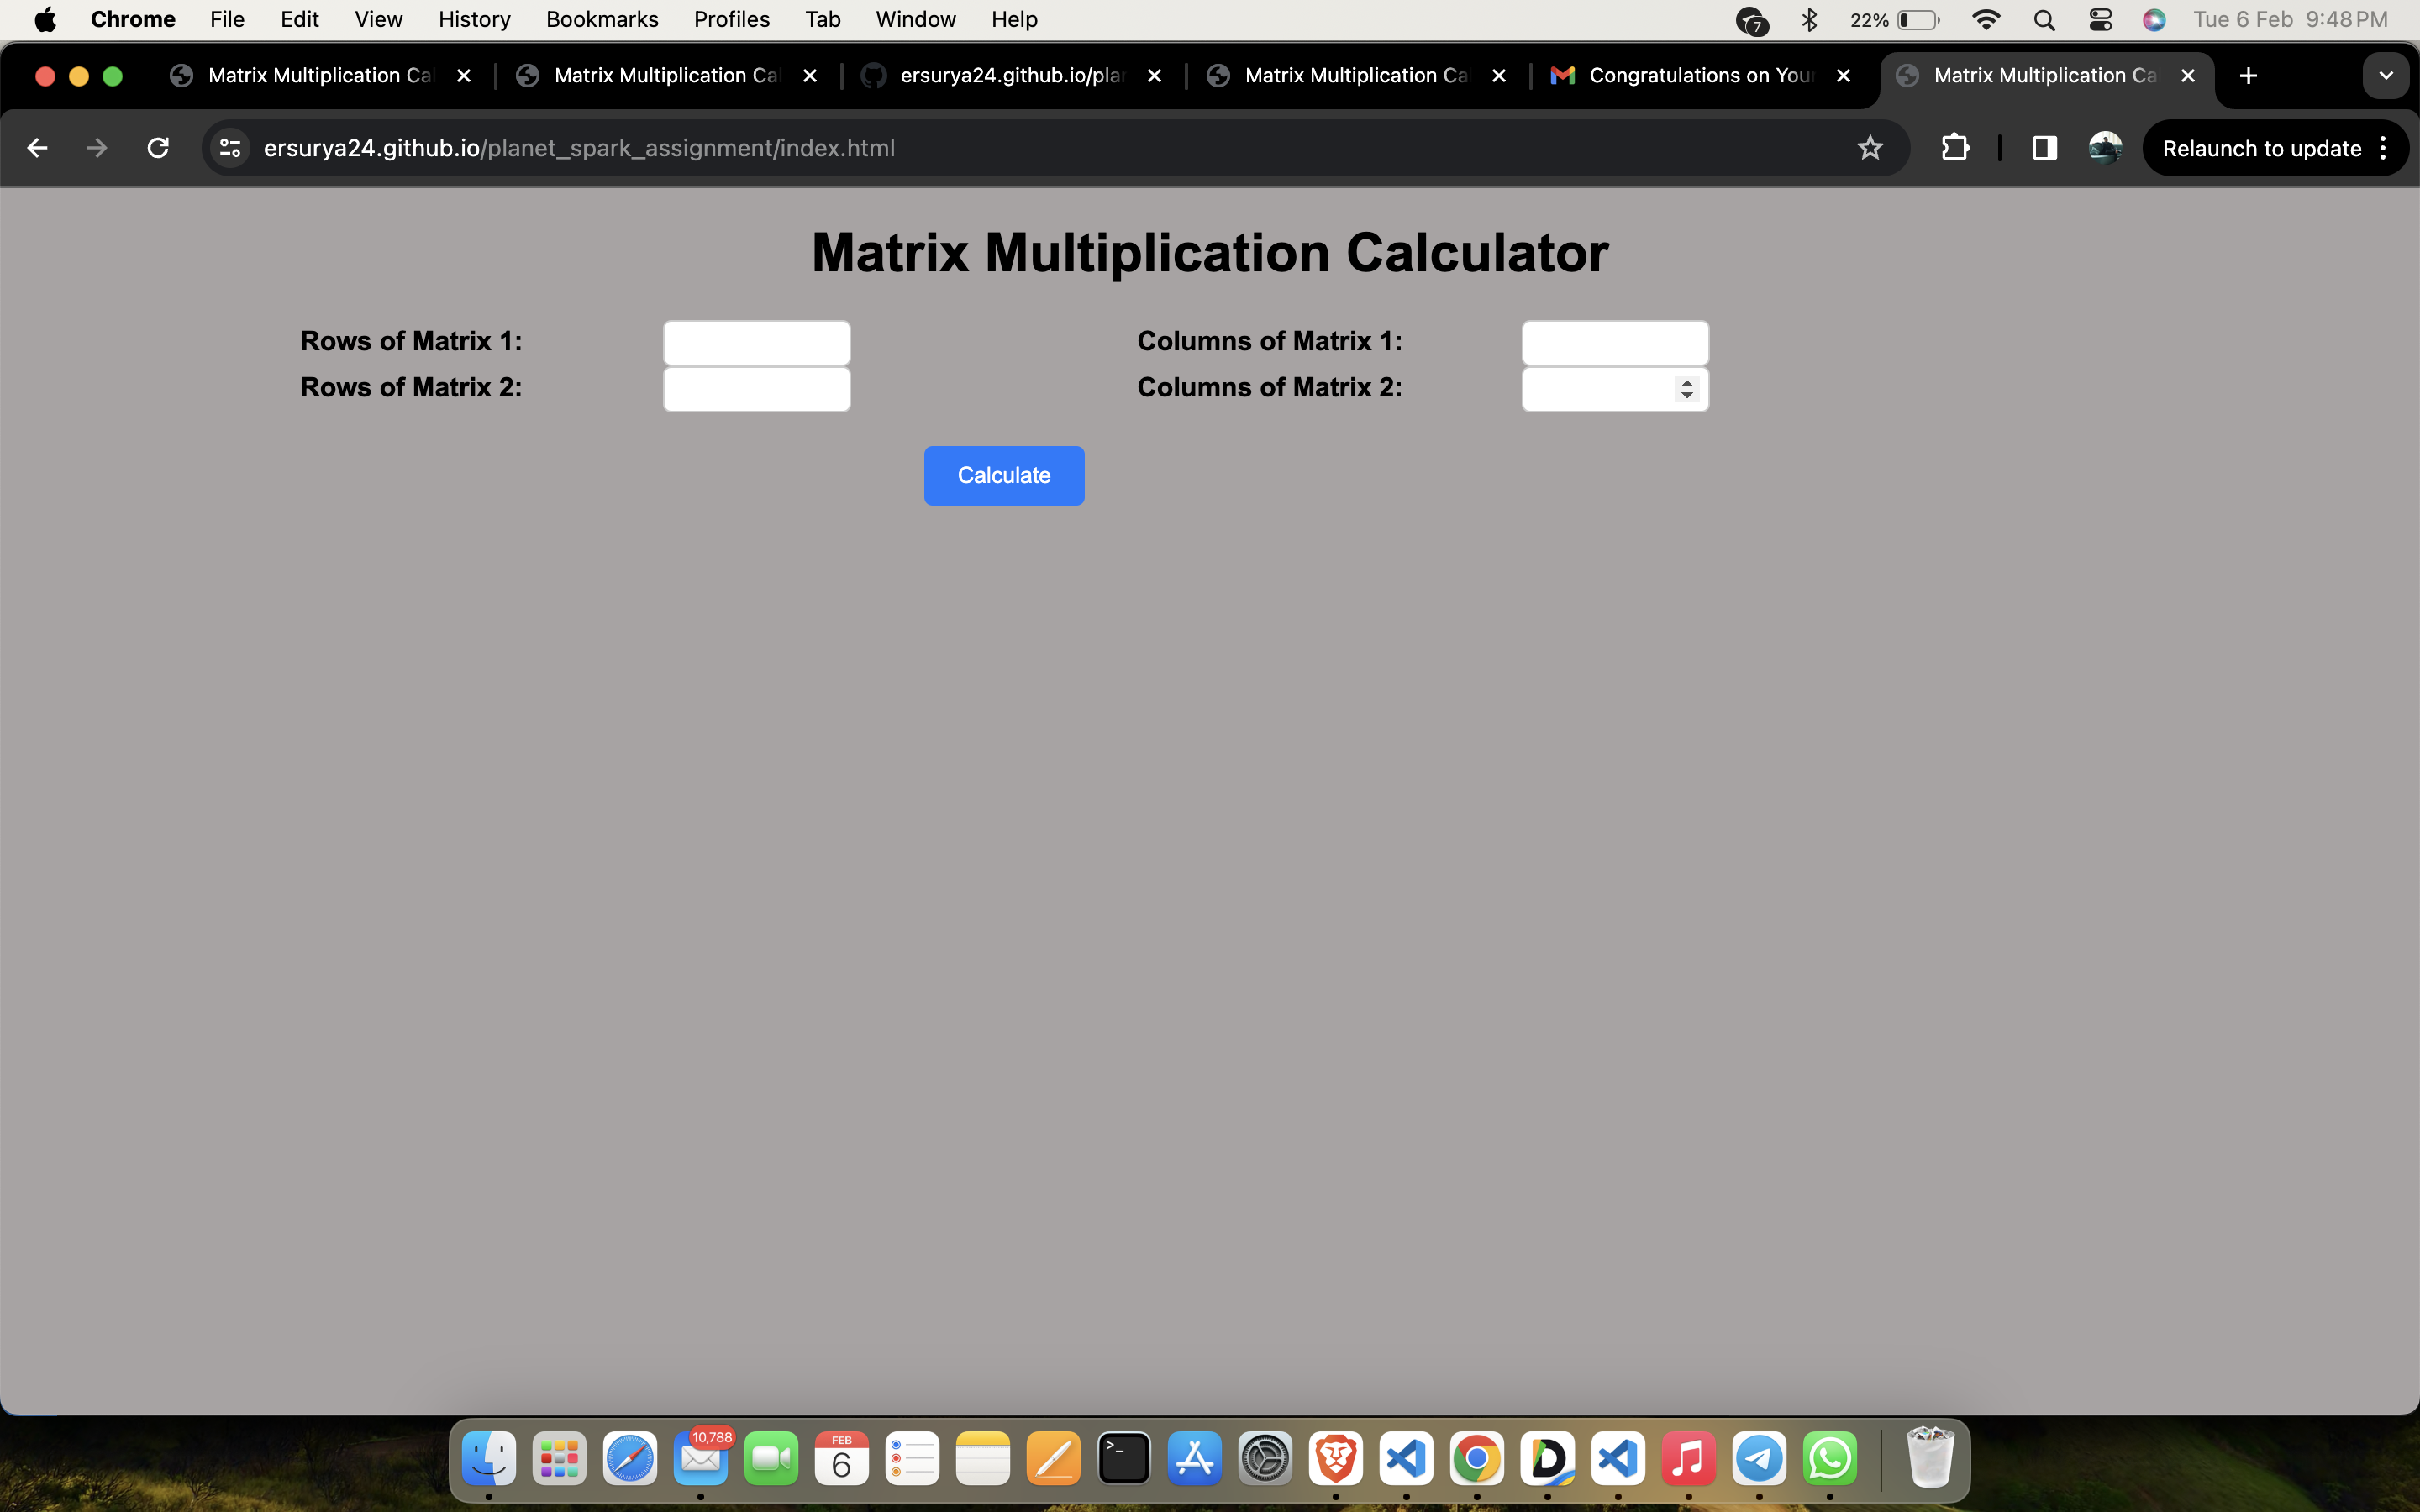 Chrome File Edit View History Bookmarks Profiles Tab Window Help 7 22% Tue 6 Feb 9:48 PM
Matrix Multiplication Ca Matrix Multiplication Ca ersurya24.github.io/pla Matrix Multiplication Ca Congratulations on Your Matrix Multiplication Ca
ersurya24.github.io/planet_spark_assignment/index.html Relaunch to update
Matrix Multiplication Calculator
Rows of Matrix 1: Columns of Matrix 1:
Rows of Matrix 2: Columns of Matrix 2:
Calculate
10,788
FEB
6